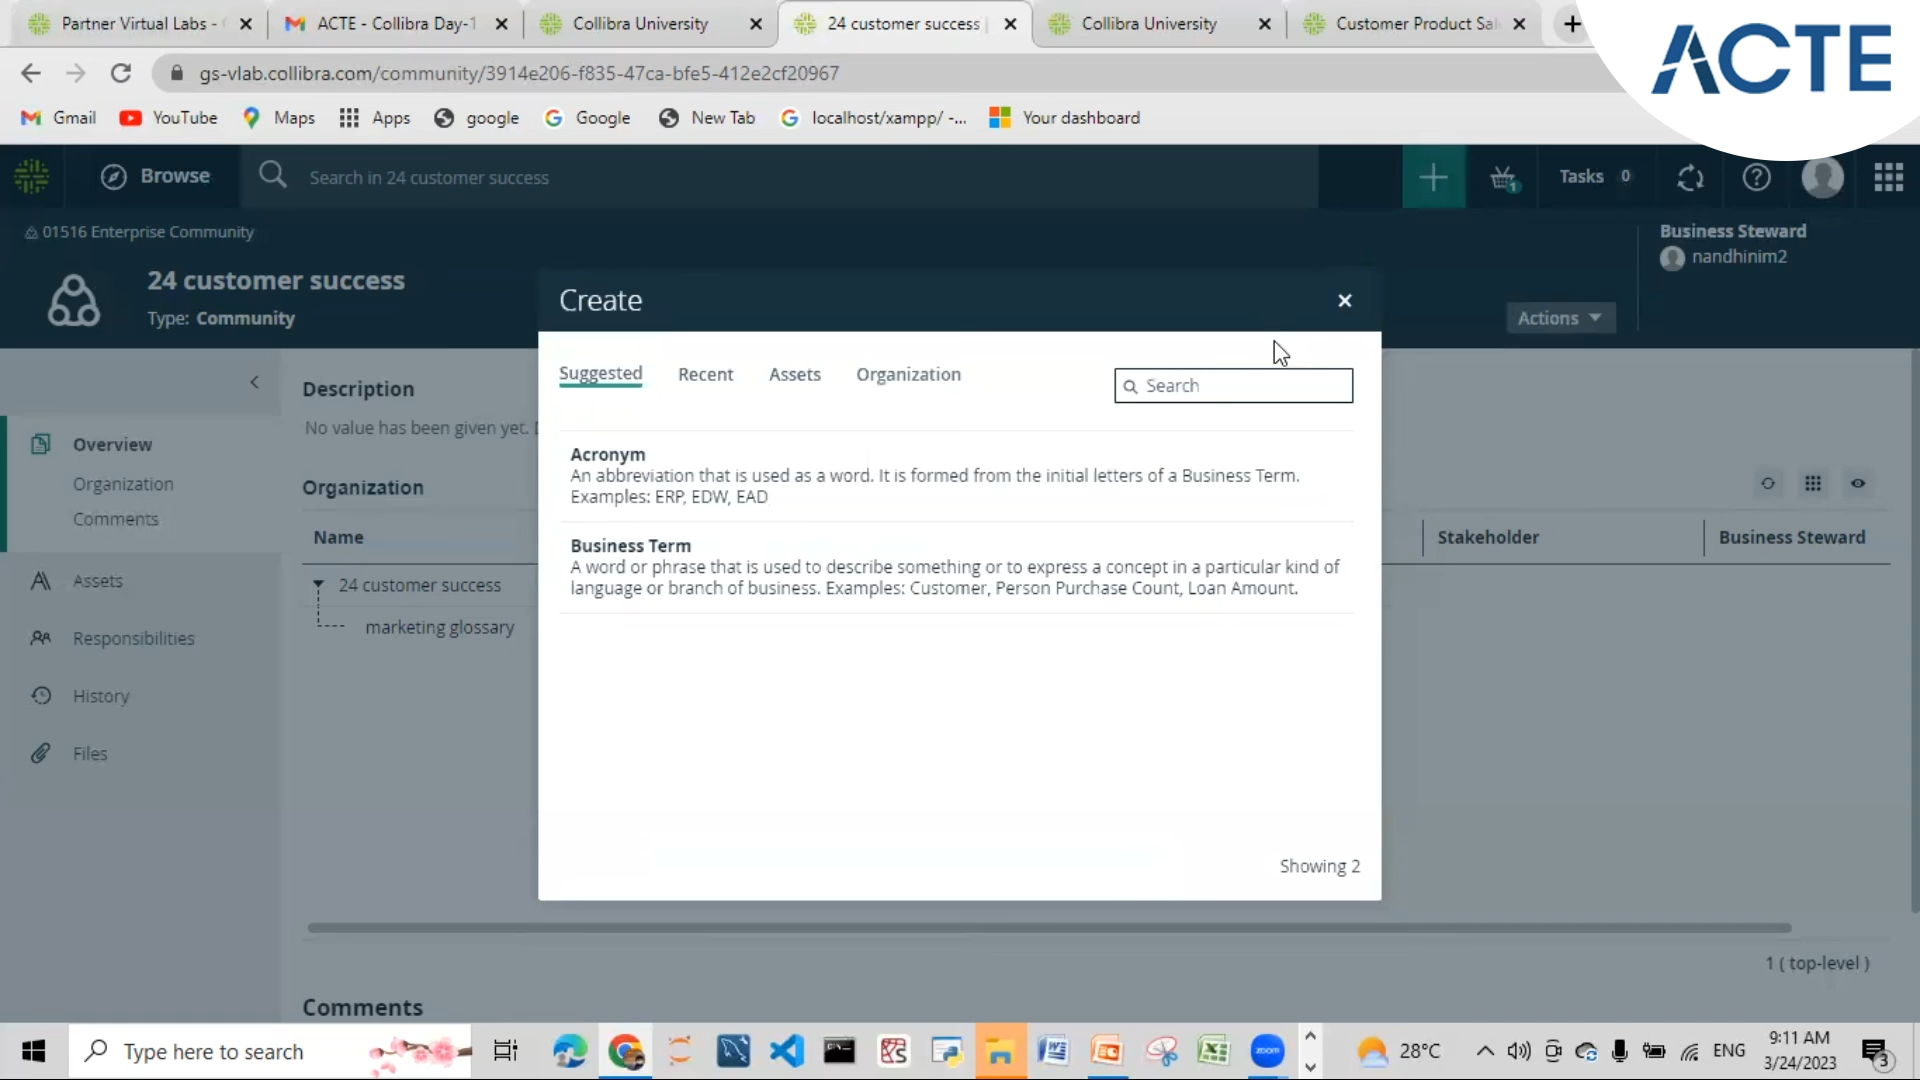 Partner Virtual Labs -
ACTE - Collibra Day-1
Collibra University
24 customer success |
Collibra University
Customer Product Sal
ACTE
gs-vlab.collibra.com/community/3914e206-f835-47ca-bfe5-412e2cf20967
Gmail
YouTube
Maps
Apps
google
Google
New Tab
localhost/xampp/ -...
Your dashboard
Browse
Search in 24 customer success
1
Tasks 0
01516 Enterprise Community
24 customer success
Type: Community
Actions
Business Steward
nandhinim2
Create
Suggested
Recent
Assets
Organization
Search
Acronym
An abbreviation that is used as a word. It is formed from the initial letters of a Business Term.
Examples: ERP, EDW, EAD
Business Term
A word or phrase that is used to describe something or to express a concept in a particular kind of
language or branch of business. Examples: Customer, Person Purchase Count, Loan Amount.
Showing 2
Overview
Organization
Comments
Assets
Responsibilities
History
Files
Description
No value has been given yet.
Organization
Name
Stakeholder
Business Steward
24 customer success
marketing glossary
1 ( top-level )
Comments
Type here to search
zoom
28°C
ENG
9:11 AM
3/24/2023
3